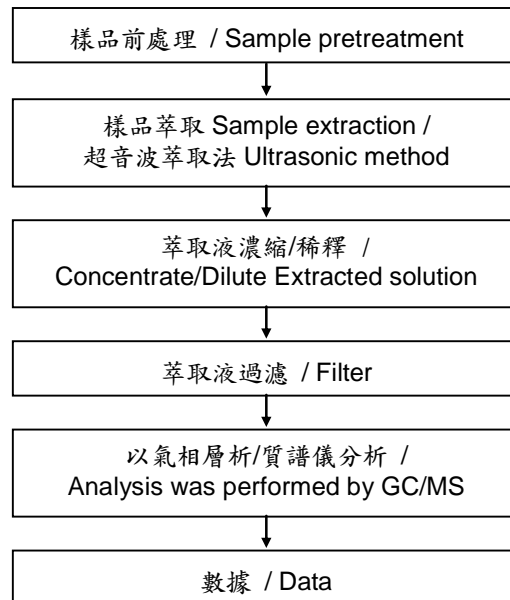 樣品前處理 / Sample pretreatment
樣品萃取 Sample extraction /
超音波萃取法 Ultrasonic method
萃取液濃縮/稀釋 /
Concentrate/Dilute Extracted solution
萃取液過濾 / Filter
以氣相層析/質譜儀分析 /
Analysis was performed by GC/MS
數據 / Data